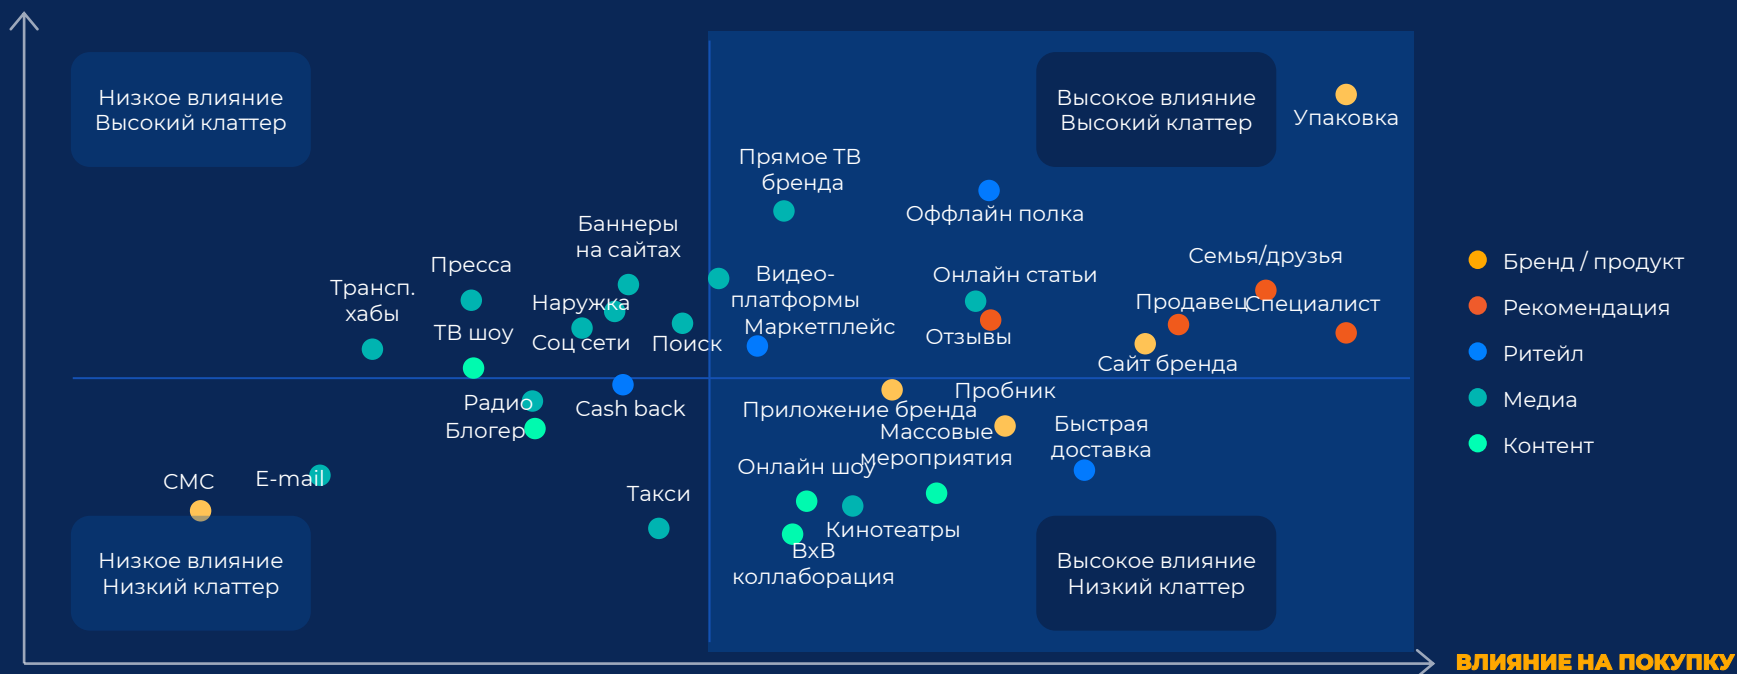 Низкое влияние
Высокий клаттер
Высокое влияние
Высокий клаттер
Упаковка
Прямое ТВ
бренда
Оффлайн полка
Баннеры
на сайтах
Пресса
Трансп.
хабы
Наружка
ТВ шоу
Соц сети
Поиск
Видео-
платформы
Маркетплейс
Онлайн статьи
Отзывы
Семья/друзья
Продавец
Специалист
Сайт бренда
Радио
Блогер
Cash back
Приложение бренда
Пробник
Массовые
мероприятия
Быстрая
доставка
Онлайн шоу
СМС
E-mail
Такси
Кинотеатры
BxB
коллаборация
Низкое влияние
Низкий клаттер
Высокое влияние
Низкий клаттер
Бренд / продукт
Рекомендация
Ритейл
Медиа
Контент
ВЛИЯНИЕ НА ПОКУПКУ